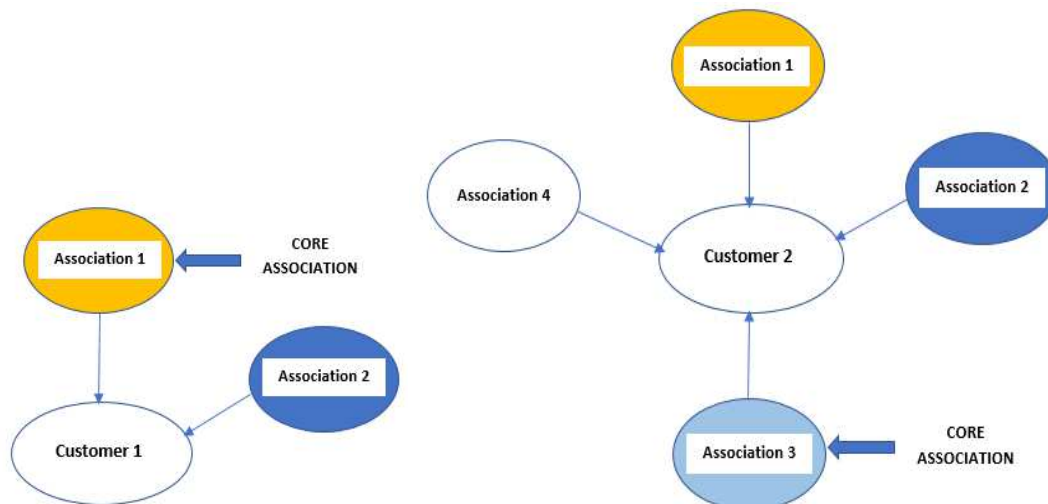 Association 1
CORE
ASSOCIATION
Association 2
Customer 1
Association 1
Association 4
Association 2
Customer 2
Association 3
CORE
ASSOCIATION